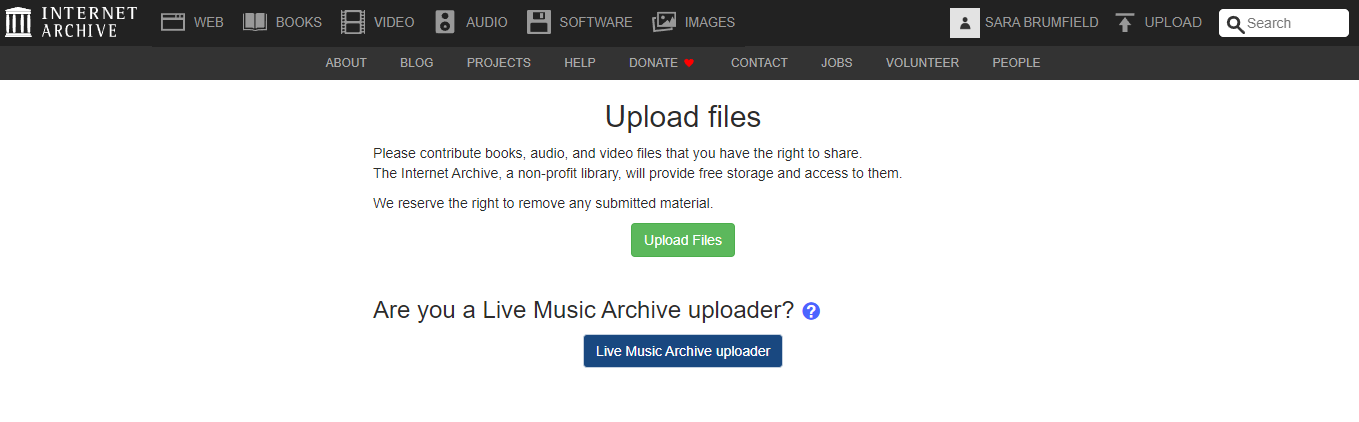 INTERNET ARCHIVE
WEB BOOKS VIDEO AUDIO SOFTWARE IMAGES SARA BRUMFIELD UPLOAD Search
ABOUT BLOG PROJECTS HELP DONATE CONTACT JOBS VOLUNTEER PEOPLE
Upload files
Please contribute books, audio, and video files that you have the right to share.
The Internet Archive, a non-profit library, will provide free storage and access to them.
We reserve the right to remove any submitted material.
Upload Files
Are you a Live Music Archive uploader? ?
Live Music Archive uploader